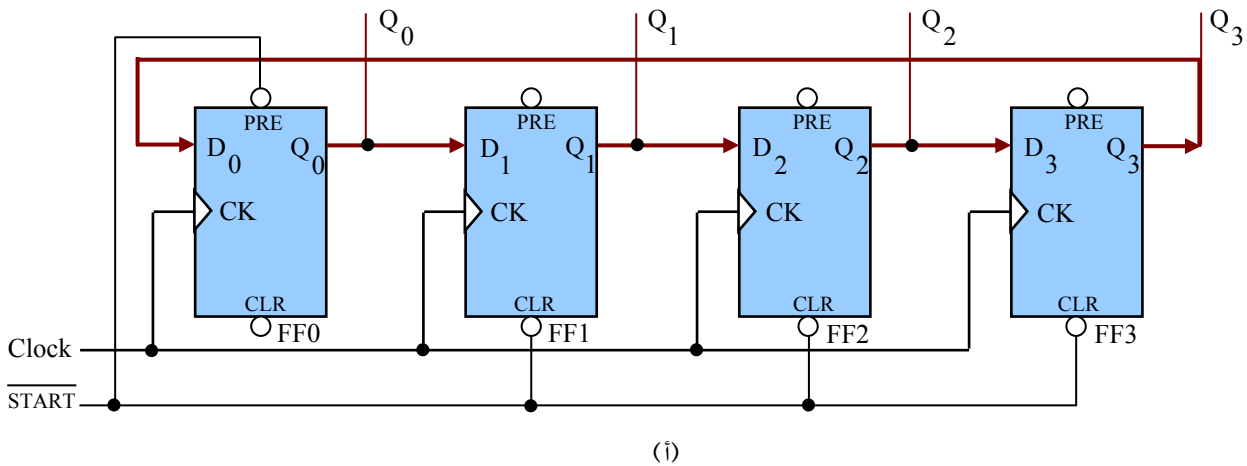 Q0 Q1 Q2 Q3
PRE PRE PRE PRE
D0 Q0 D1 Q1 D2 Q2 D3 Q3
CK CK CK CK
CLR CLR CLR CLR
FF0 FF1 FF2 FF3
Clock
START
(أ)